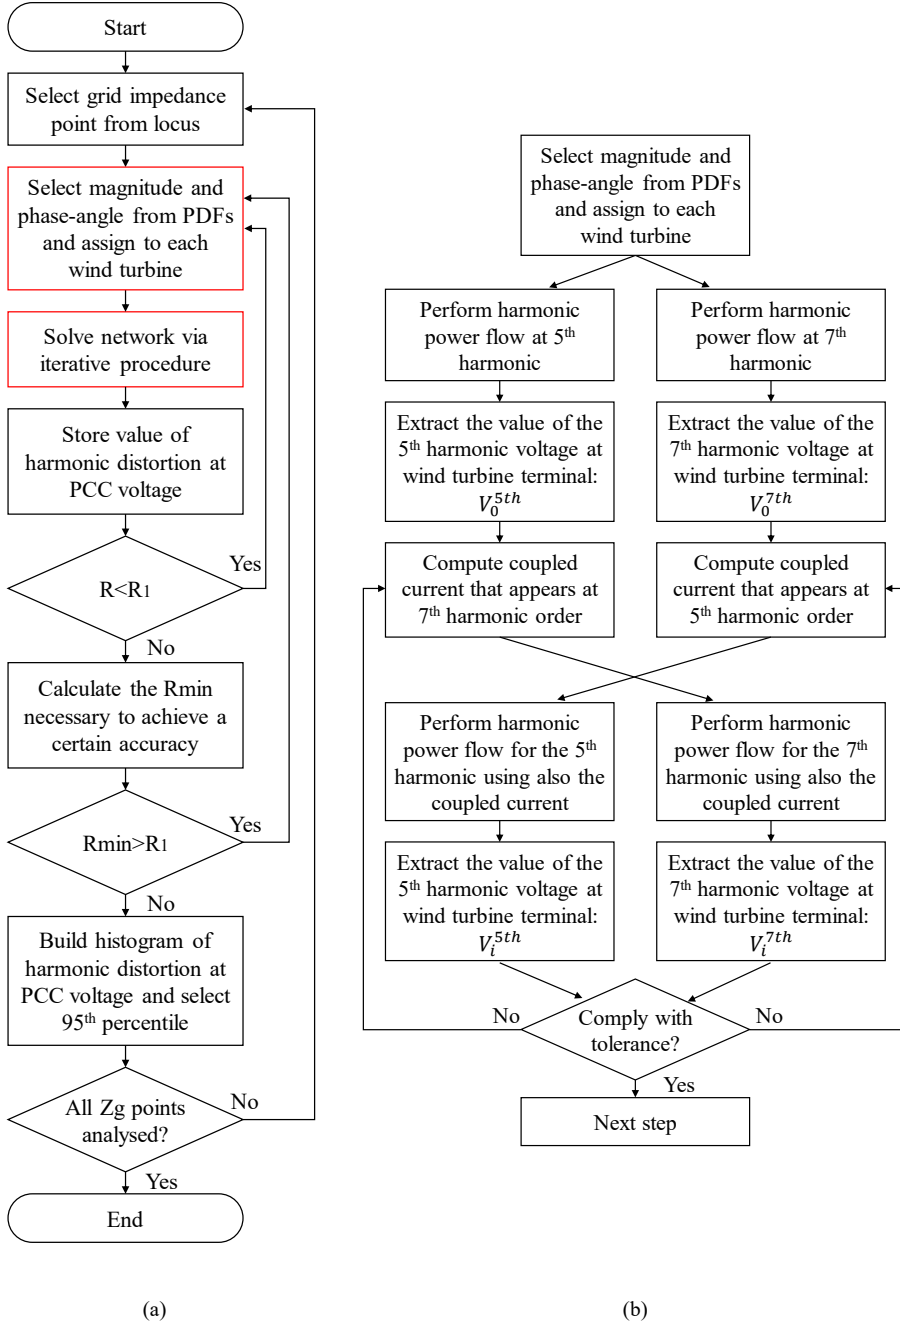 Start
Select grid impedance
point from locus
Select magnitude and
phase-angle from PDFs
and assign to each
wind turbine
Solve network via
iterative procedure
Store value of
harmonic distortion at
PCC voltage
R<R1
Yes
No
Calculate the Rmin
necessary to achieve a
certain accuracy
Rmin>R1
Yes
No
Build histogram of
harmonic distortion at
PCC voltage and select
95th percentile
All Zg points
analysed?
No
Yes
End
(a)
Select magnitude and
phase-angle from PDFs
and assign to each
wind turbine
Perform harmonic
power flow at 5th
harmonic
Perform harmonic
power flow at 7th
harmonic
Extract the value of the
5th harmonic voltage at
wind turbine terminal:
V_0^{5th}
Extract the value of the
7th harmonic voltage at
wind turbine terminal:
V_0^{7th}
Compute coupled
current that appears at
7th harmonic order
Compute coupled
current that appears at
5th harmonic order
Perform harmonic
power flow for the 5th
harmonic using also the
coupled current
Perform harmonic
power flow for the 7th
harmonic using also the
coupled current
Extract the value of the
5th harmonic voltage at
wind turbine terminal:
V_i^{5th}
Extract the value of the
7th harmonic voltage at
wind turbine terminal:
V_i^{7th}
No
Comply with
tolerance?
No
Yes
Next step
(b)